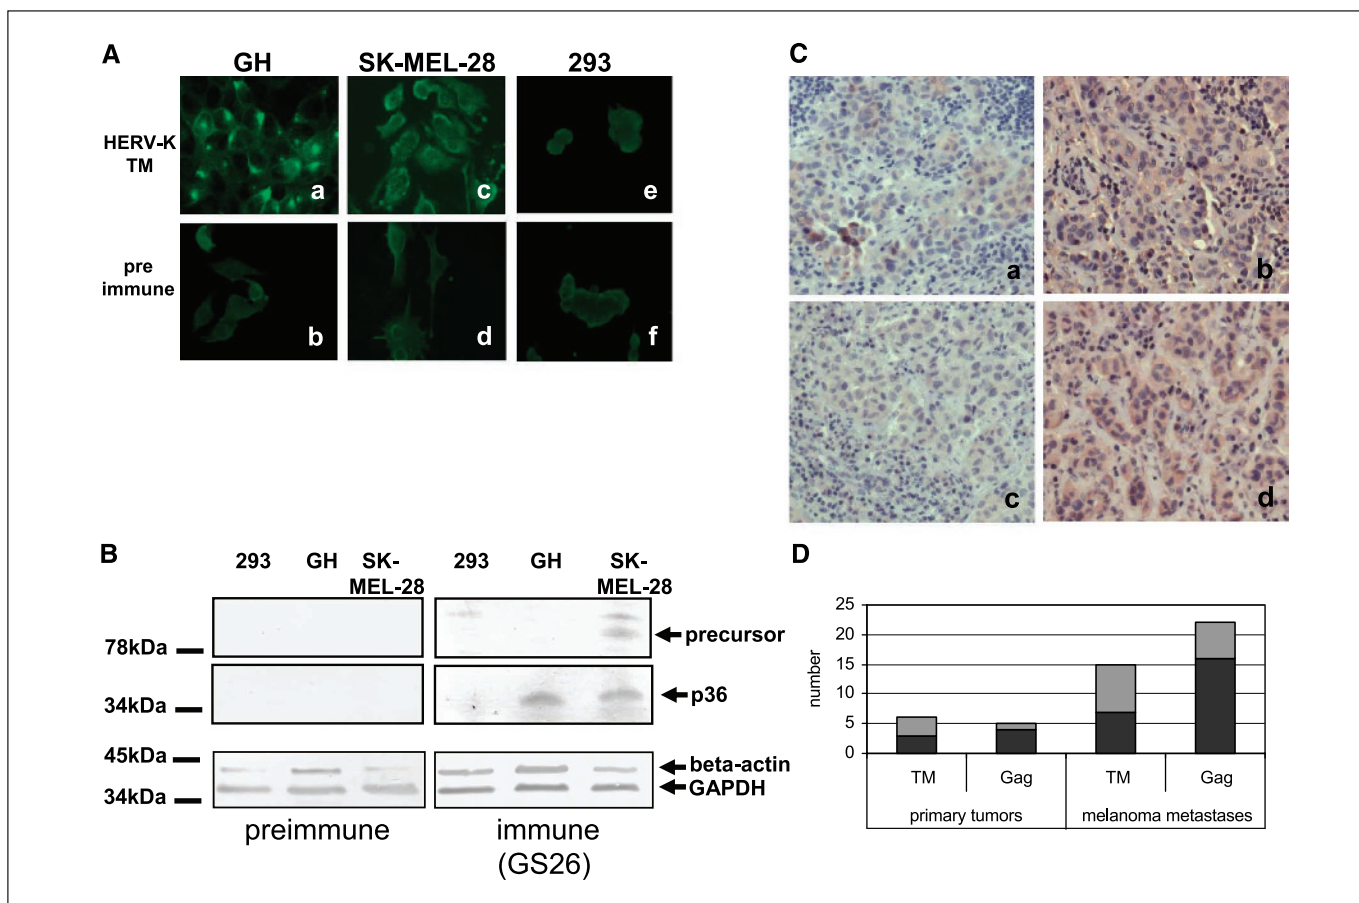 A
GH
SK-MEL-28
293
HERV-K
TM
a
c
e
pre
immune
b
d
f
B
293
GH
SK-
MEL-28
293
GH
SK-
MEL-28
78kDa
precursor
34kDa
p36
45kDa
beta-actin
34kDa
GAPDH
preimmune
immune
(GS26)
C
a
b
c
d
D
number
25
20
15
10
5
0
TM
Gag
TM
Gag
primary tumors
melanoma metastases